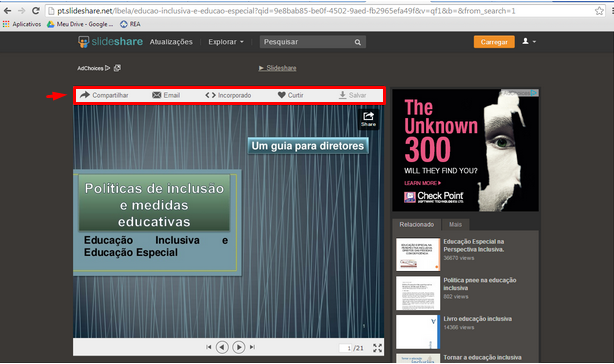 pt.slideshare.net/lbela/educao-inclusiva-e-educao-especial?qid=9e8bab85-be0f-4502-9aed-fb2965efa49f&v=qf1&b=&from_search=1
Aplicativos Meu Drive - Google ... REA
slideshare Atualizações Explorar Pesquisar Carregar
AdChoices Slideshare
Compartilhar Email Incorporado Curtir Salvar
Share
Um guia para diretores
Políticas de inclusão
e medidas
educativas
Educação Inclusiva e
Educação Especial
1 /21
The
Unknown
300
WILL THEY FIND YOU?
LEARN MORE
Check Point
SOFTWARE TECHNOLOGIES LTD.
Relacionado Mais
Educação Especial na
Perspectiva Inclusiva.
36970 views
Política pnee na educação
inclusiva
802 views
Livro educação inclusiva
14366 views
Tornar a educação inclusiva